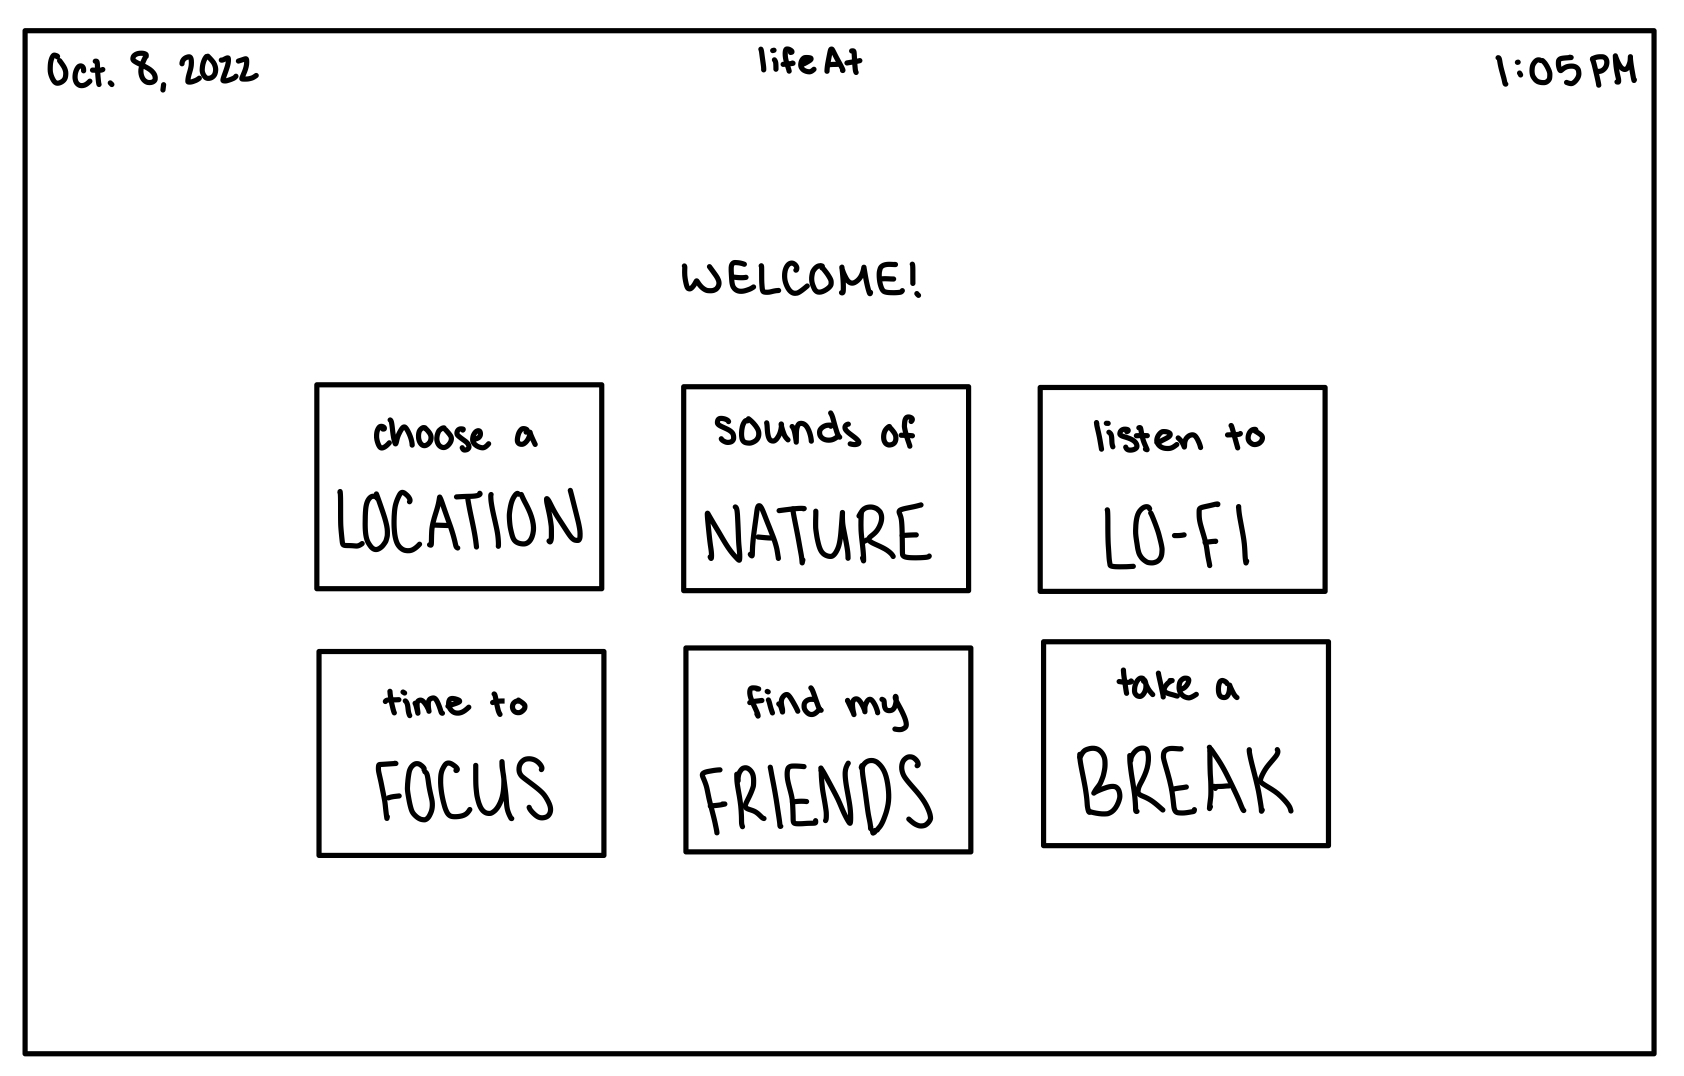 Oct. 8, 2022
lifeAt
1:05 PM
WELCOME!
choose a
LOCATION
sounds of
NATURE
listen to
LO-FI
time to
FOCUS
find my
FRIENDS
take a
BREAK